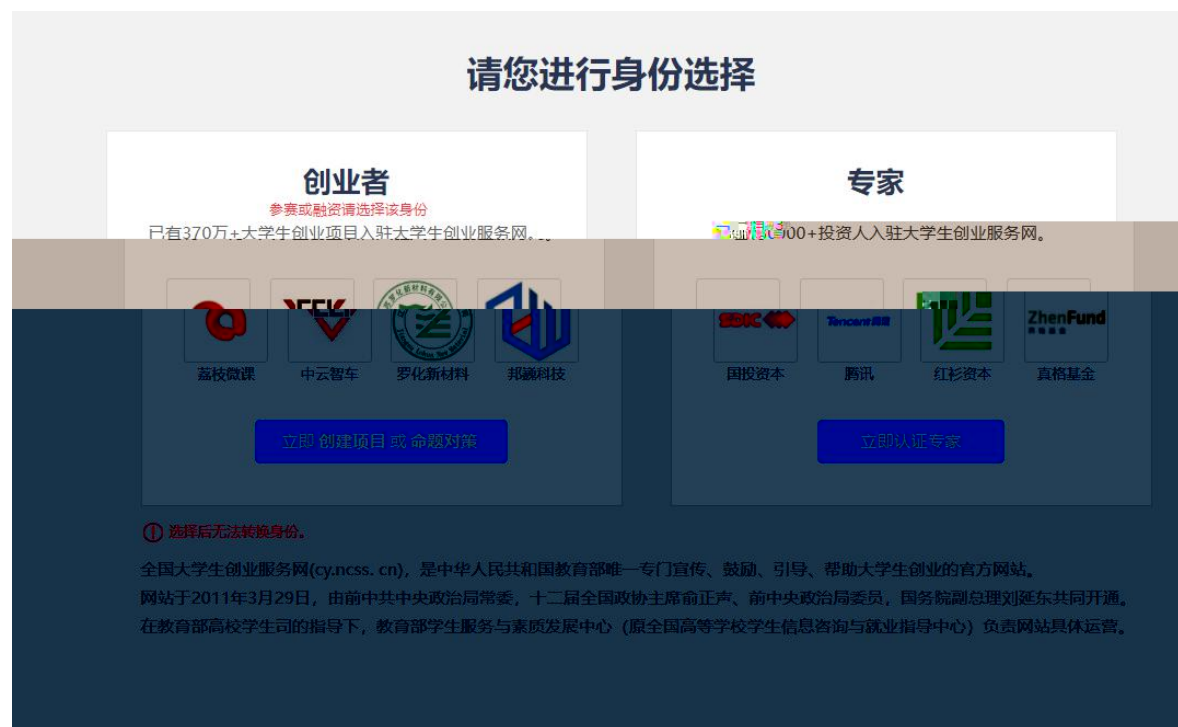 请您进行身份选择
创业者
参赛或融资请选择该身份
已有370万+大学生创业项目入驻大学生创业服务网。
荔枝微课
中云智车
罗化新材料
邦巍科技
立即 创建项目 或 命题对策
专家
00+投资人入驻大学生创业服务网。
SDIC
Tencent 腾讯
ZhenFund
真格基金
国投资本
腾讯
红杉资本
真格基金
立即认证专家
选择后无法转换身份。
全国大学生创业服务网(cy.ncss. cn)，是中华人民共和国教育部唯一专门宣传、鼓励、引导、帮助大学生创业的官方网站。
网站于2011年3月29日，由前中共中央政治局常委，十二届全国政协主席俞正声、前中央政治局委员，国务院副总理刘延东共同开通。
在教育部高校学生司的指导下，教育部学生服务与素质发展中心（原全国高等学校学生信息咨询与就业指导中心）负责网站具体运营。